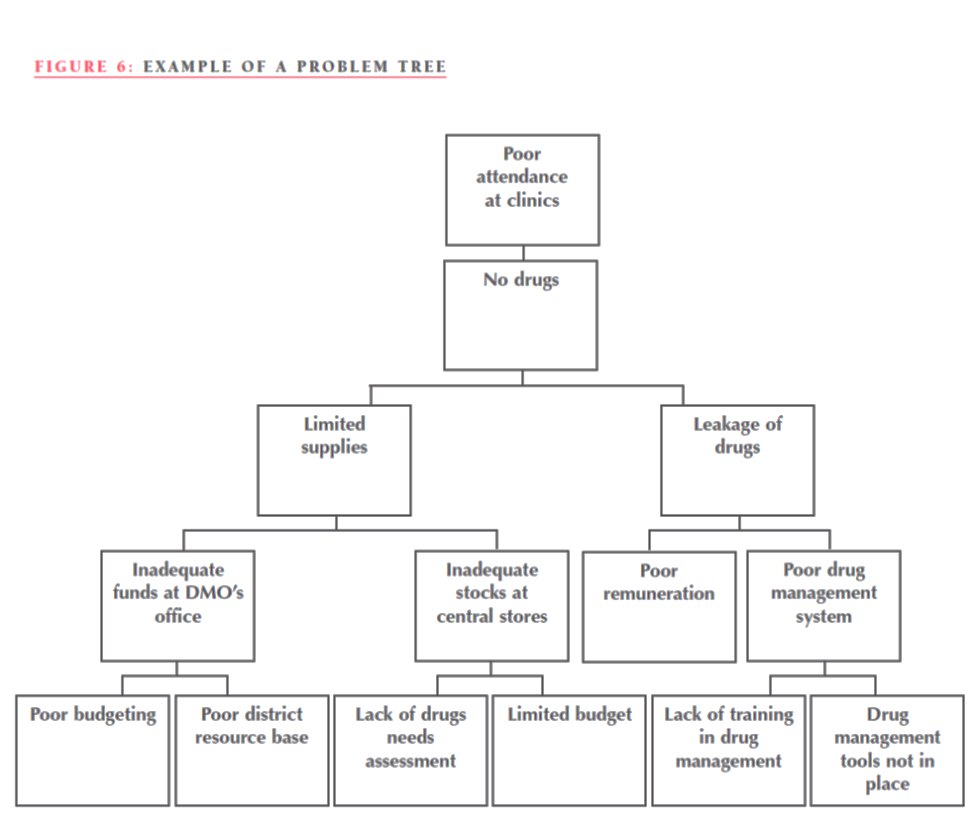 FIGURE 6: EXAMPLE OF A PROBLEM TREE
Poor
attendance
at clinics
No drugs
Limited
supplies
Leakage of
drugs
Inadequate
funds at DMO's
office
Inadequate
stocks at
central stores
Poor
remuneration
Poor drug
management
system
Poor budgeting
Poor district
resource base
Lack of drugs
needs
assessment
Limited budget
Lack of training
in drug
management
Drug
management
tools not in
place